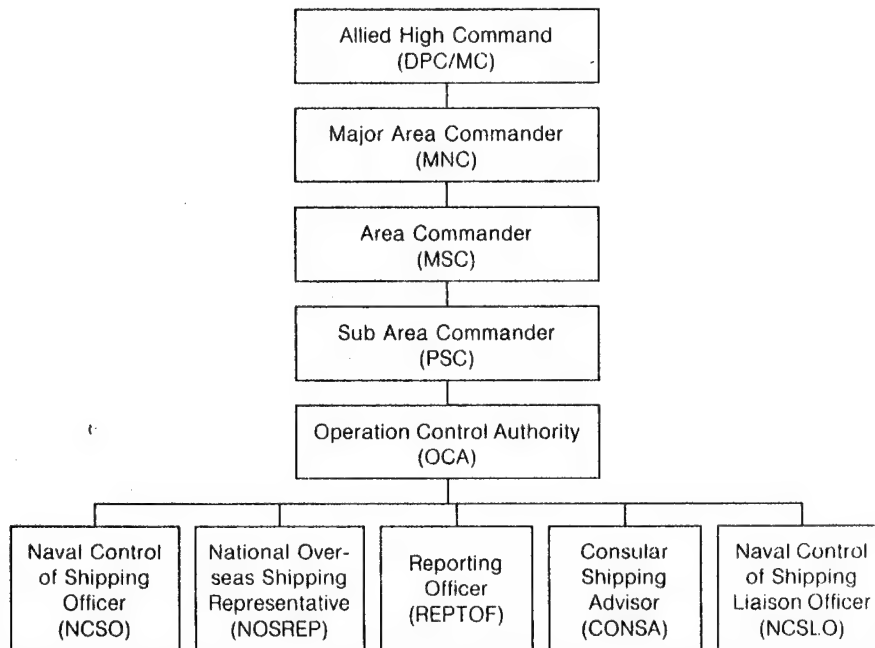 Allied High Command
(DPC/MC)
Major Area Commander
(MNC)
Area Commander
(MSC)
Sub Area Commander
(PSC)
Operation Control Authority
(OCA)
Naval Control
of Shipping
Officer
(NCSO)
National Over-
seas Shipping
Representative
(NOSREP)
Reporting
Officer
(REPTOF)
Consular
Shipping
Advisor
(CONSA)
Naval Control
of Shipping
Liaison Officer
(NCSLO)